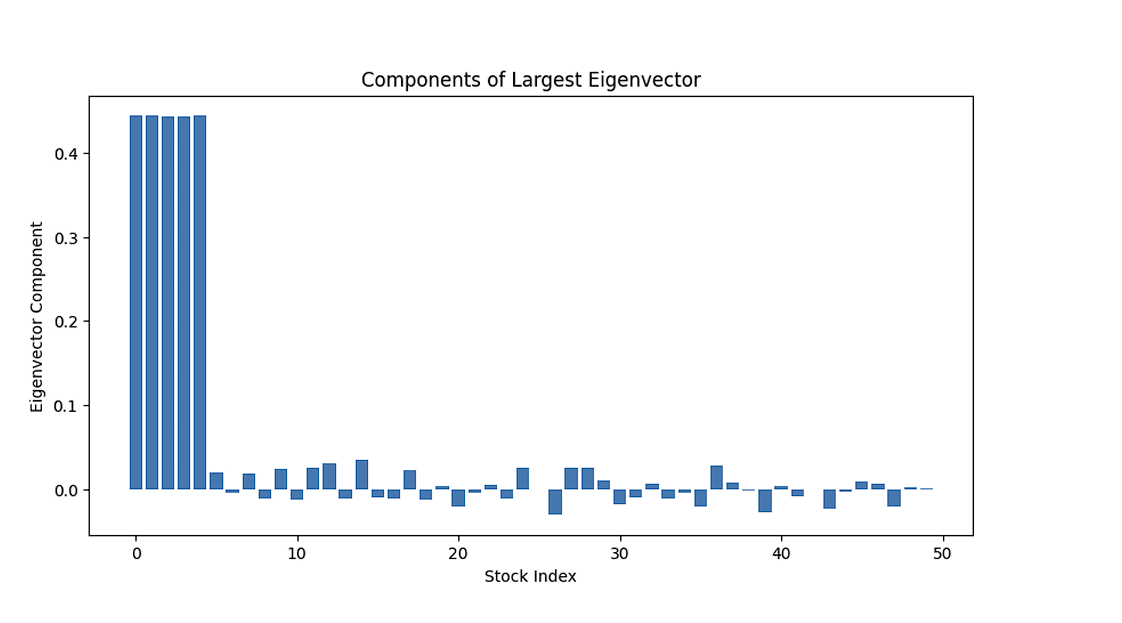 Components of Largest Eigenvector
Eigenvector Component
0.4
0.3
0.2
0.1
0.0
0 10 20 30 40 50
Stock Index